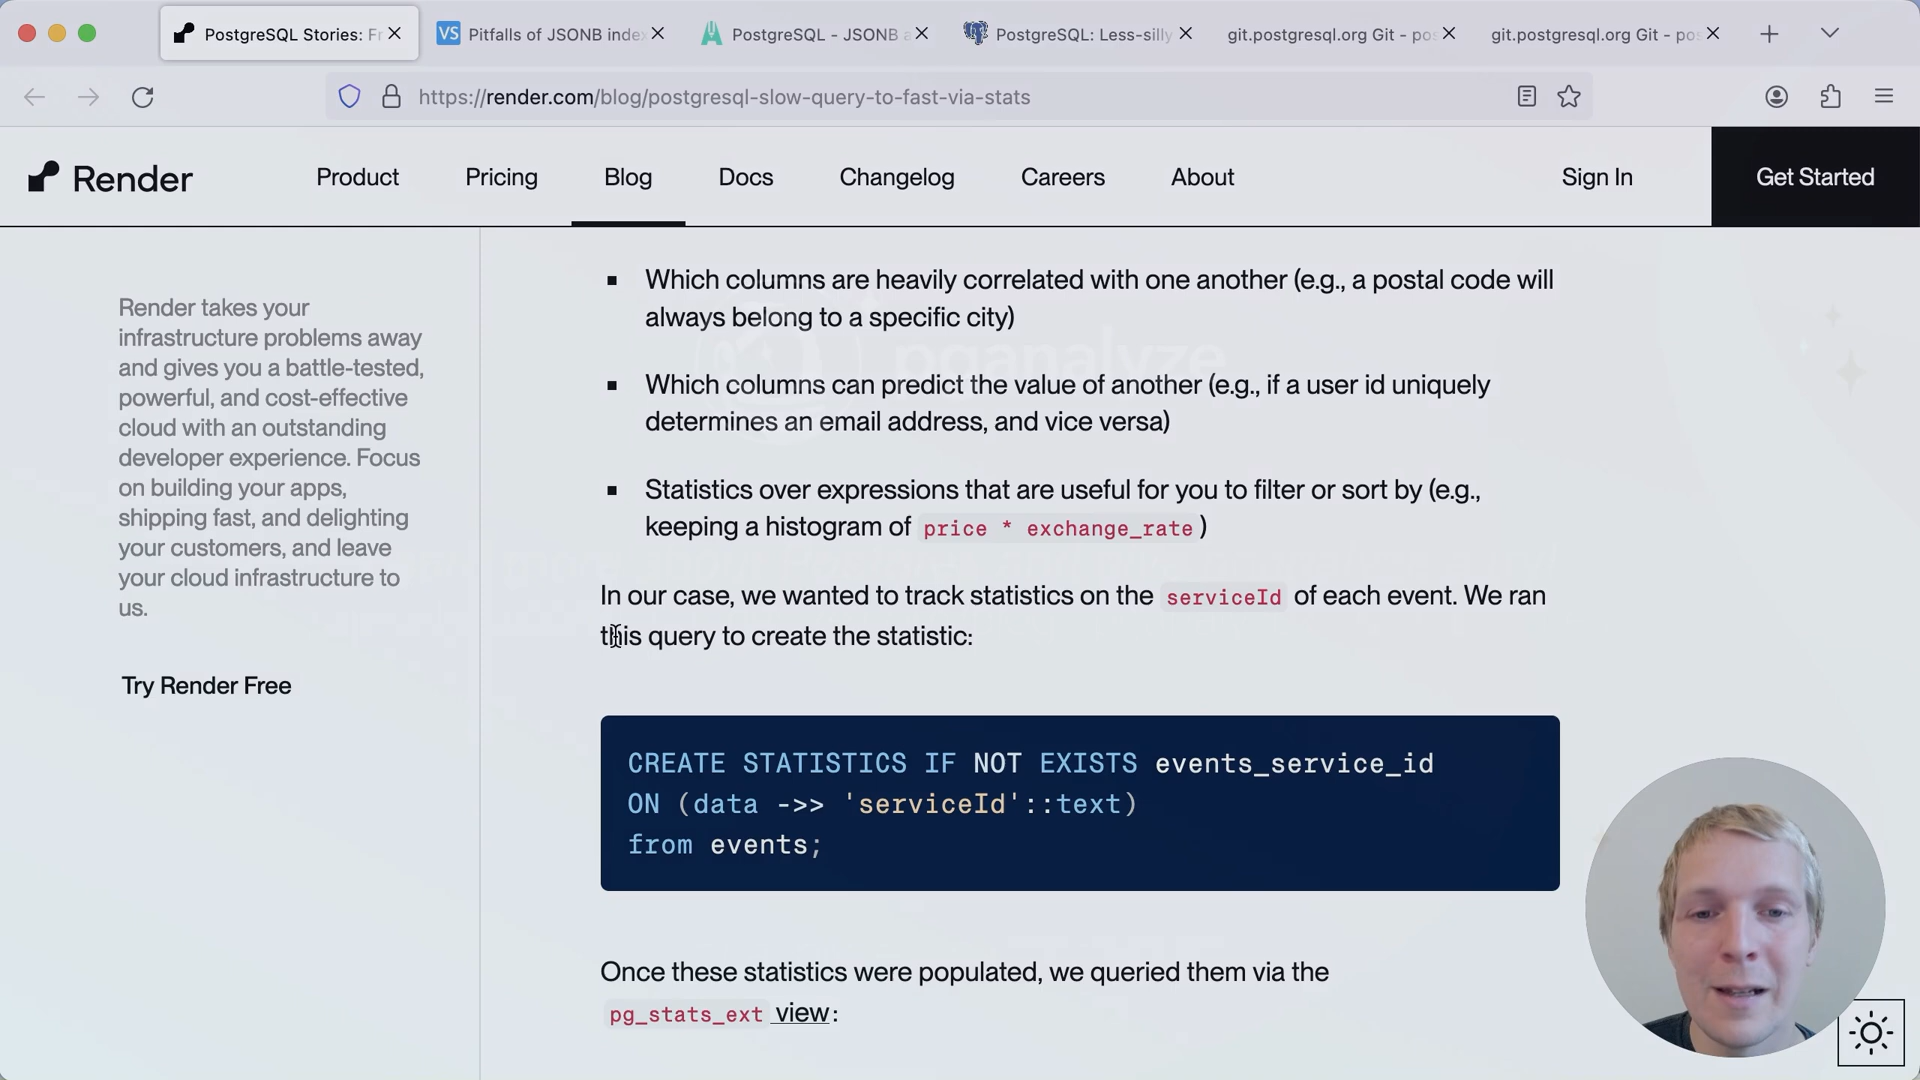 PostgreSQL Stories: Fr
Pitfalls of JSONB index
PostgreSQL - JSONB a
PostgreSQL: Less-silly
git.postgresql.org Git - pos
git.postgresql.org Git - pos
https://render.com/blog/postgresql-slow-query-to-fast-via-stats
Render
Product
Pricing
Blog
Docs
Changelog
Careers
About
Sign In
Get Started
Render takes your
infrastructure problems away
and gives you a battle-tested,
powerful, and cost-effective
cloud with an outstanding
developer experience. Focus
on building your apps,
shipping fast, and delighting
your customers, and leave
your cloud infrastructure to
us.
Try Render Free
Which columns are heavily correlated with one another (e.g., a postal code will
always belong to a specific city)
pganalyze
Which columns can predict the value of another (e.g., if a user id uniquely
determines an email address, and vice versa)
Statistics over expressions that are useful for you to filter or sort by (e.g.,
keeping a histogram of price * exchange_rate)
In our case, we wanted to track statistics on the serviceId of each event. We ran
this query to create the statistic:
CREATE STATISTICS IF NOT EXISTS events_service_id
ON (data ->> 'serviceId'::text)
from events;
Once these statistics were populated, we queried them via the
pg_stats_ext view: